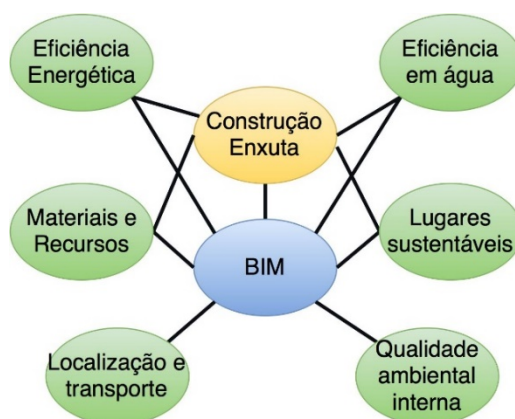 Eficiência
Energética
Eficiência
em água
Construção
Enxuta
Materiais e
Recursos
Lugares
sustentáveis
BIM
Localização e
transporte
Qualidade
ambiental
interna